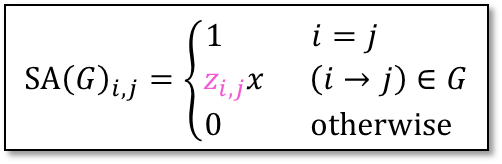 1 i = j
SA(G)i,j = { zi,jx (i → j) ∈ G
0 otherwise